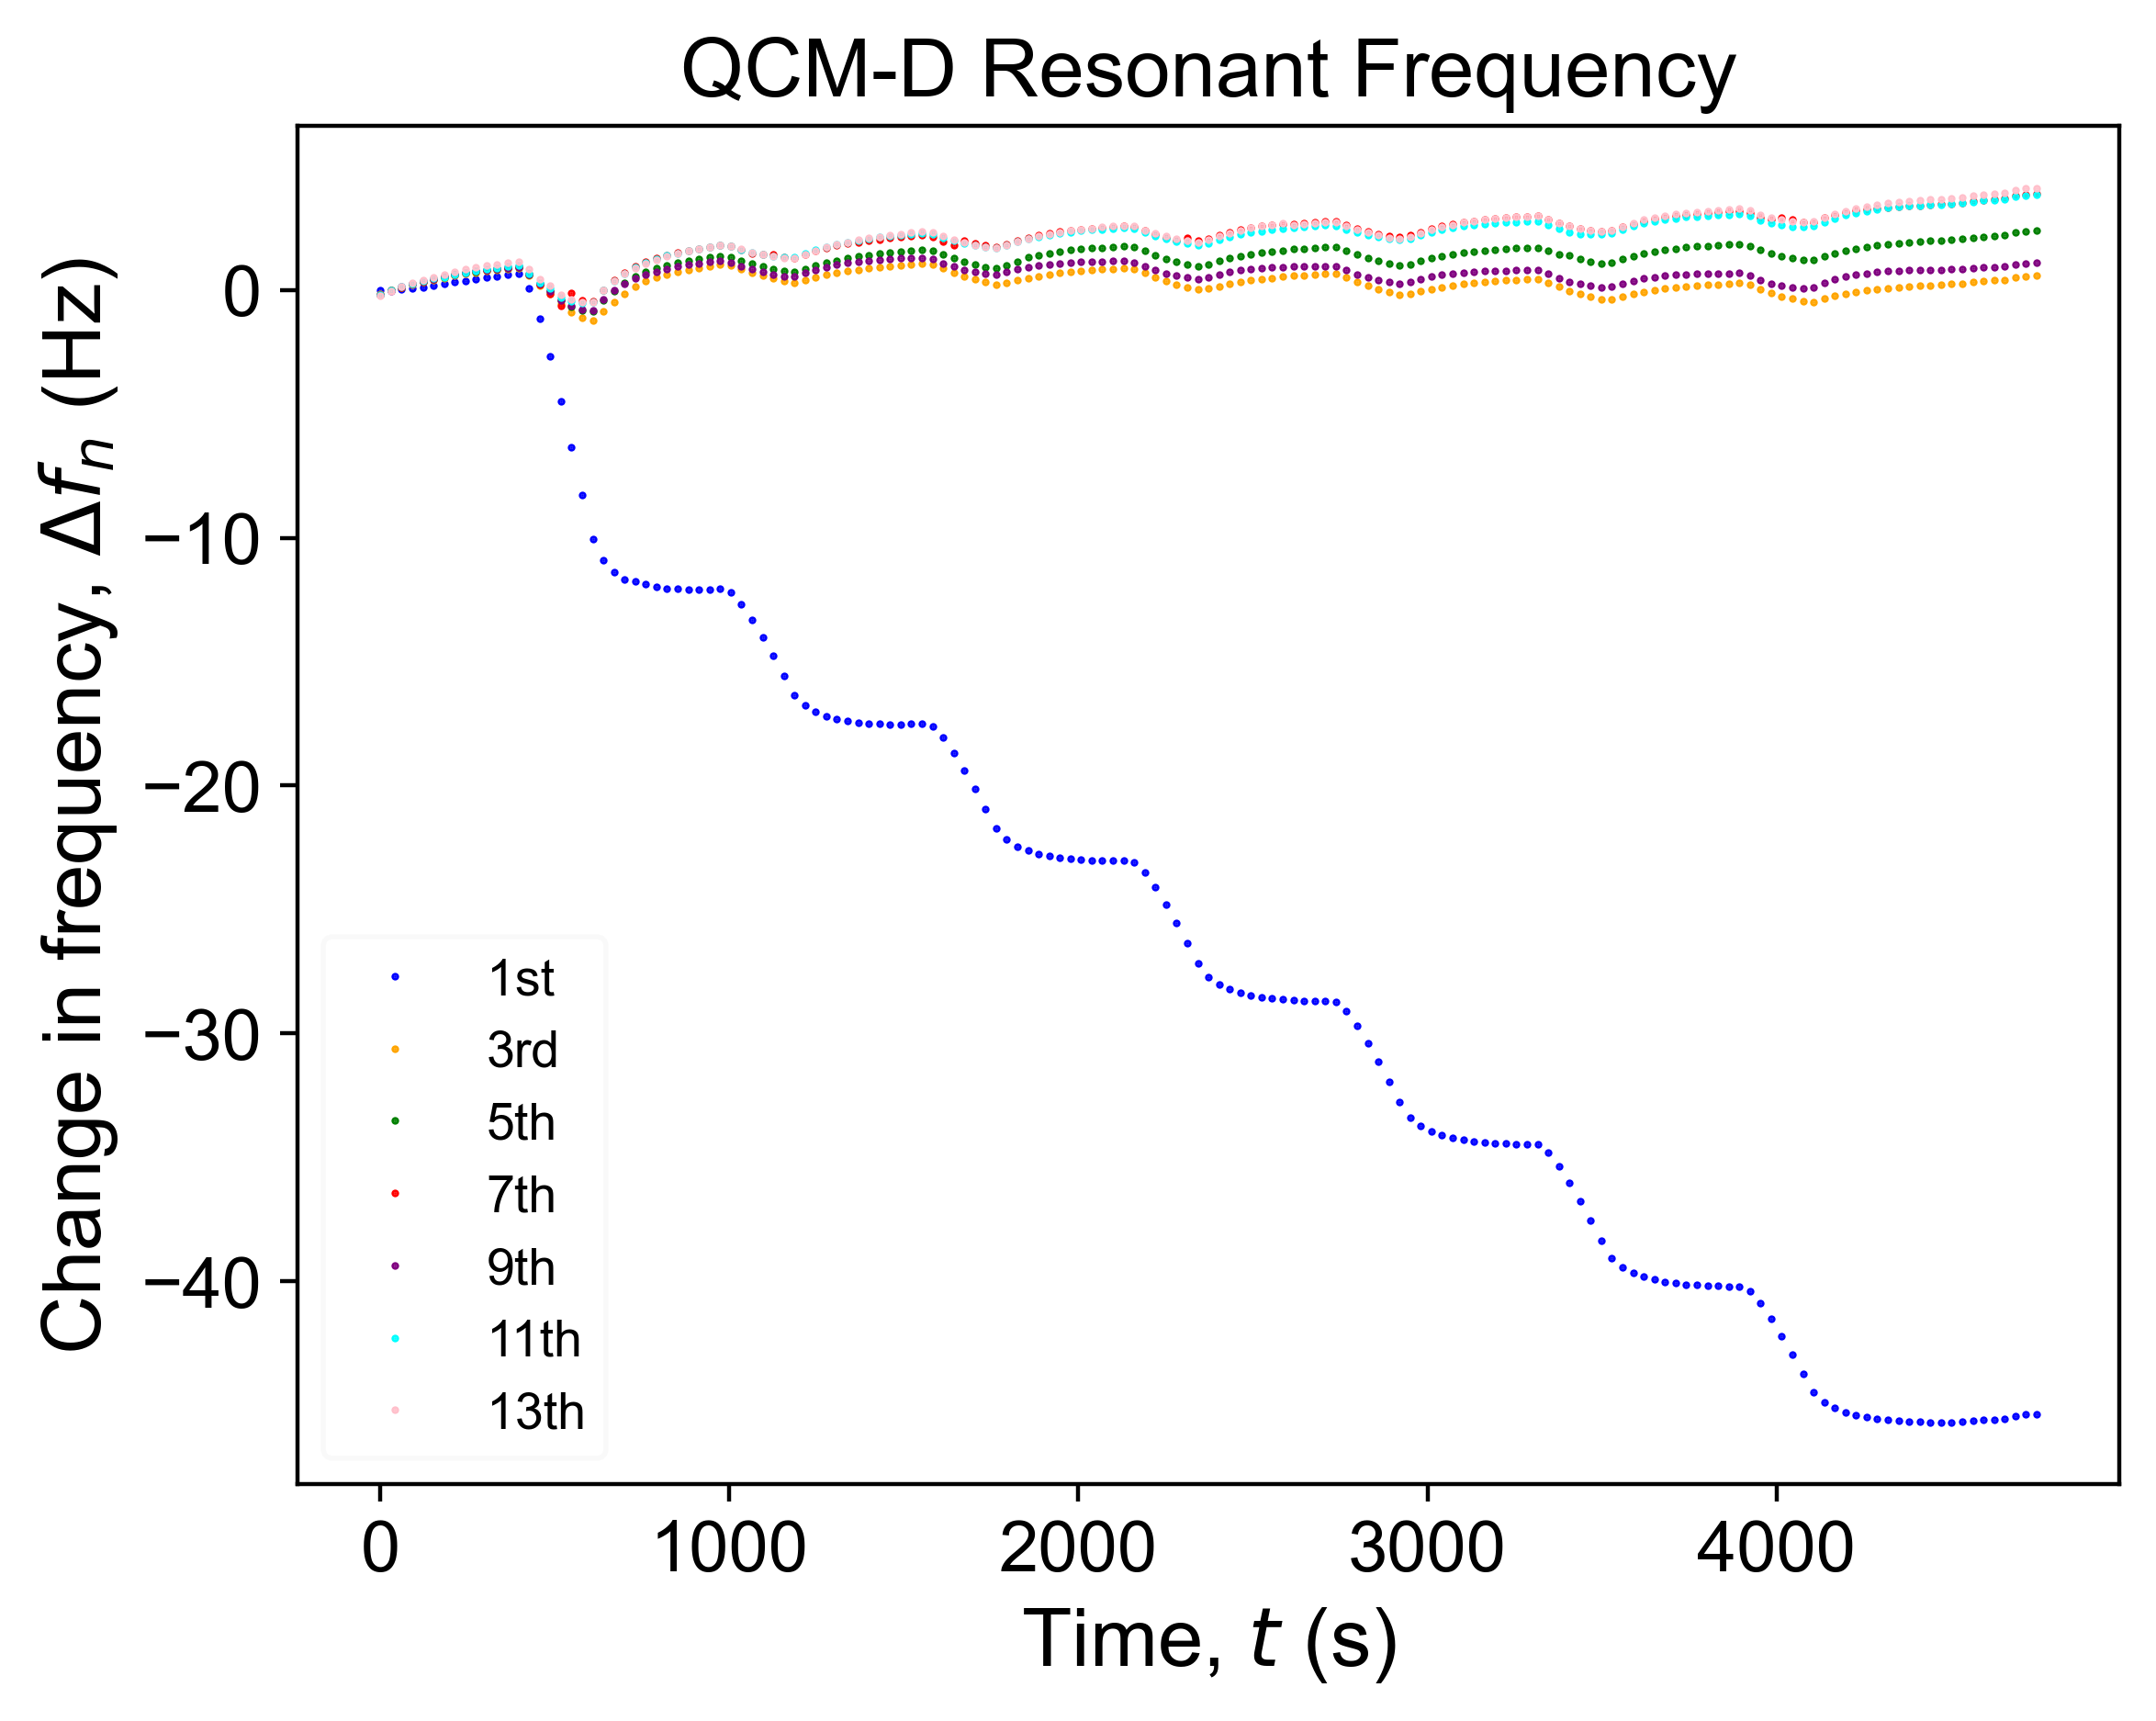 QCM-D Resonant Frequency
Change in frequency, Δfn (Hz)
0
−10
−20
−30
−40
1st
3rd
5th
7th
9th
11th
13th
0 1000 2000 3000 4000
Time, t (s)